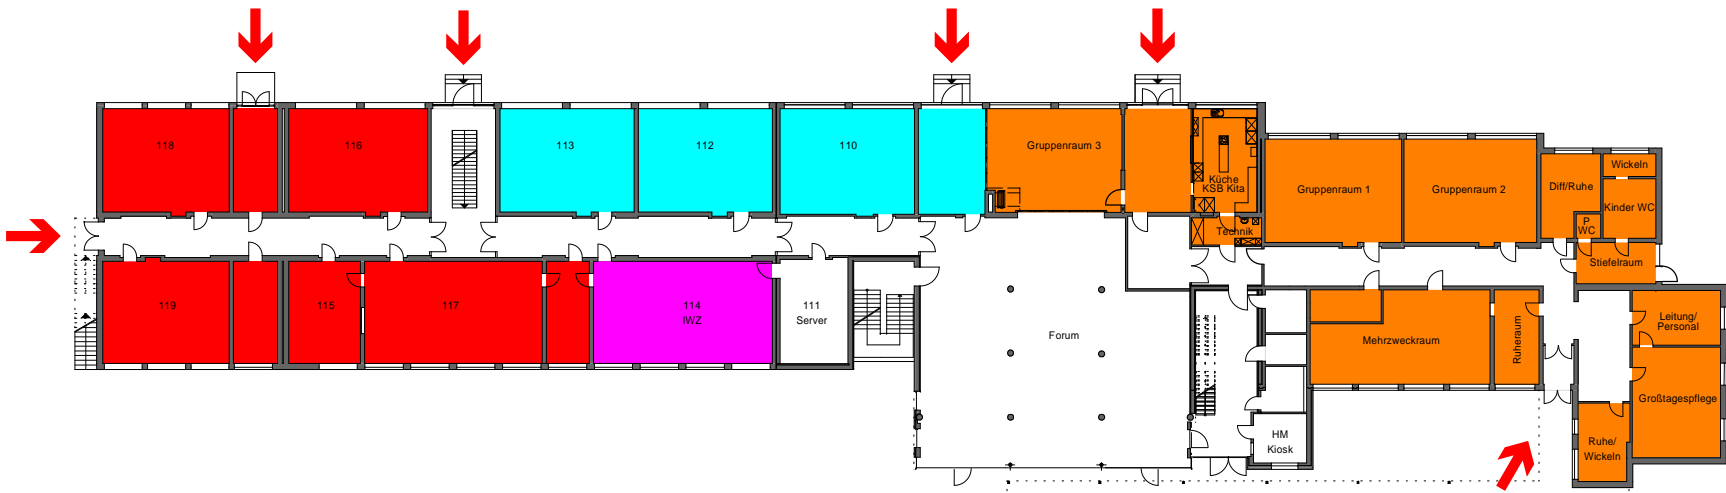 118
116
113
112
110
Gruppenraum 3
Küche
KSB Kita
Technik
Gruppenraum 1
Gruppenraum 2
Diff/Ruhe
Wickeln
Kinder WC
P
WC
Stiefelraum
119
115
117
114
IWZ
111
Server
Forum
HM
Kiosk
Mehrzweckraum
Ruheraum
Leitung/
Personal
Großtagespflege
Ruhe/
Wickeln